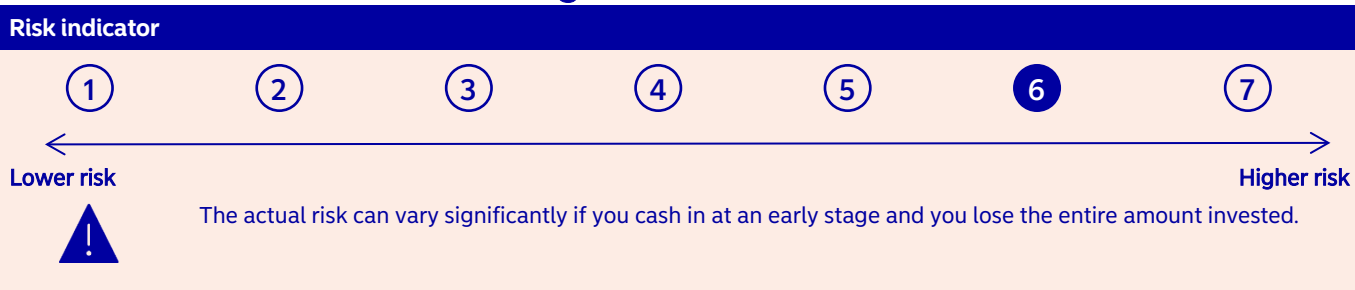 Risk indicator
1 2 3 4 5 6 7
Lower risk Higher risk
The actual risk can vary significantly if you cash in at an early stage and you lose the entire amount invested.
!